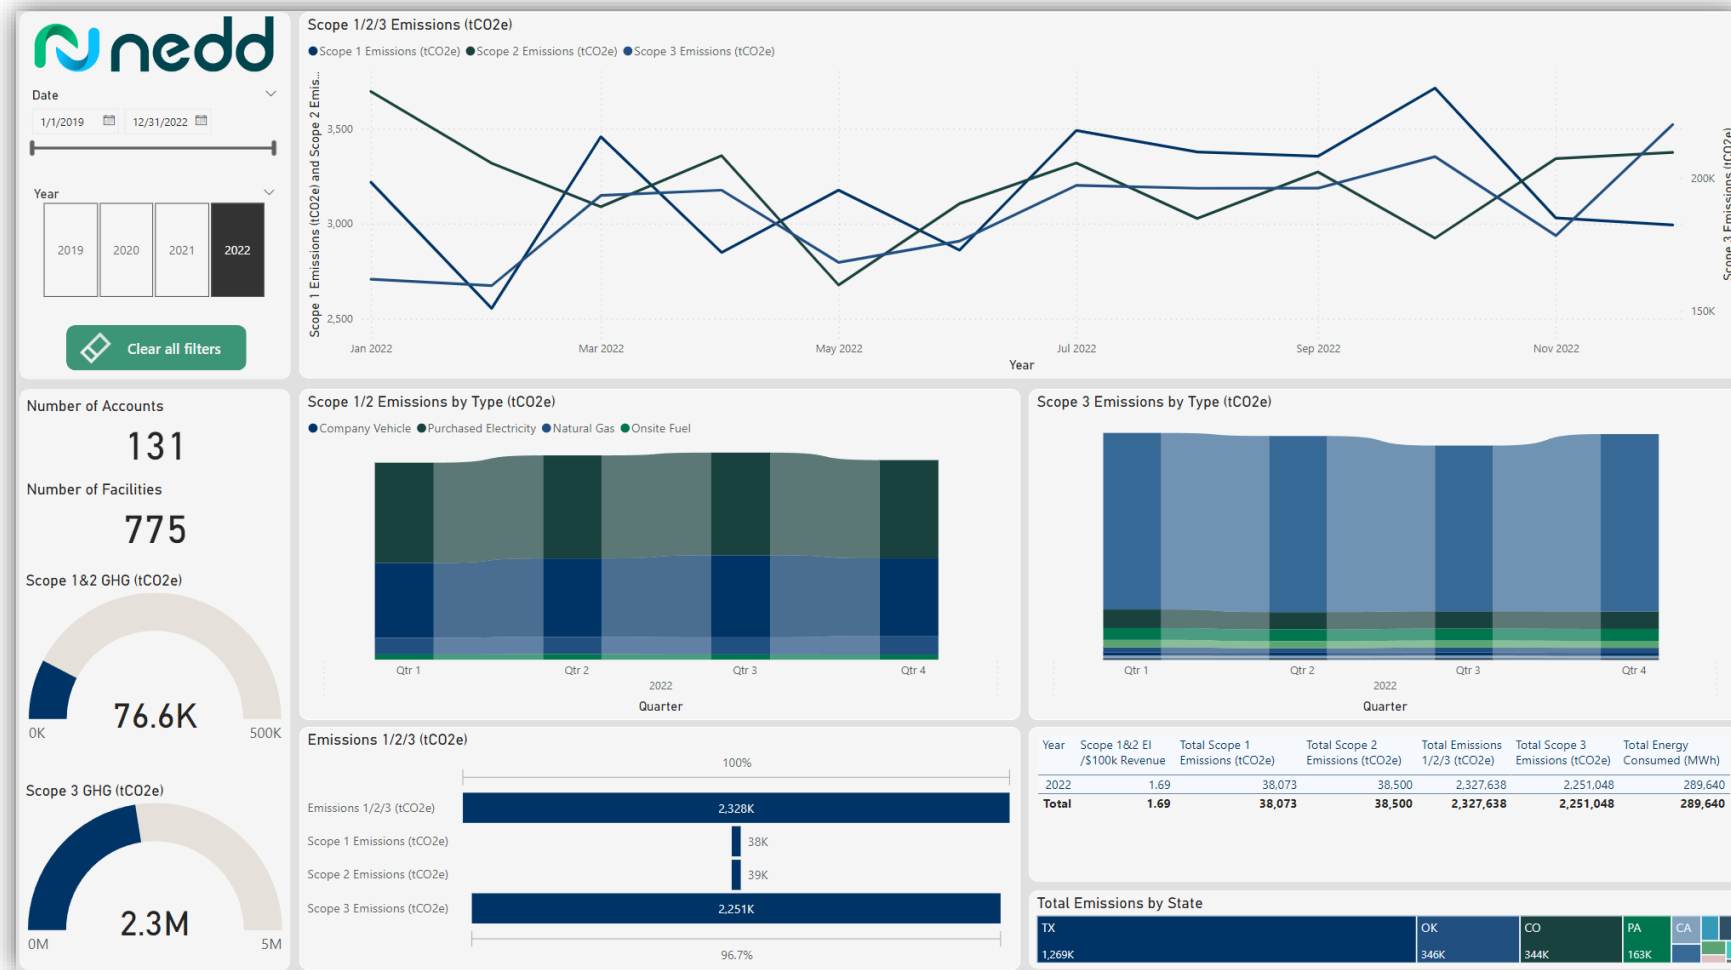 nedd
Date
1/1/2019 12/31/2022
Year
2019 2020 2021 2022
Clear all filters
Scope 1/2/3 Emissions (tCO2e)
Scope 1 Emissions (tCO2e) Scope 2 Emissions (tCO2e) Scope 3 Emissions (tCO2e)
Scope 1 Emissions (tCO2e) and Scope 2 Emis...
3,500
3,000
2,500
200K
150K
Scope 3 Emissions (tCO2e)
Jan 2022 Mar 2022 May 2022 Jul 2022 Sep 2022 Nov 2022
Year
Number of Accounts
131
Number of Facilities
775
Scope 1&2 GHG (tCO2e)
76.6K
0K 500K
Scope 3 GHG (tCO2e)
2.3M
0M 5M
Scope 1/2 Emissions by Type (tCO2e)
Company Vehicle Purchased Electricity Natural Gas Onsite Fuel
Qtr 1 Qtr 2 Qtr 3 Qtr 4
2022
Quarter
Scope 3 Emissions by Type (tCO2e)
Qtr 1 Qtr 2 Qtr 3 Qtr 4
2022
Quarter
Emissions 1/2/3 (tCO2e)
100%
Emissions 1/2/3 (tCO2e) 2,328K
Scope 1 Emissions (tCO2e) 38K
Scope 2 Emissions (tCO2e) 39K
Scope 3 Emissions (tCO2e) 2,251K
96.7%
Year Scope 1&2 EI Total Scope 1 Total Scope 2 Total Emissions Total Scope 3 Total Energy
/$100k Revenue Emissions (tCO2e) Emissions (tCO2e) 1/2/3 (tCO2e) Emissions (tCO2e) Consumed (MWh)
2022 1.69 38,073 38,500 2,327,638 2,251,048 289,640
Total 1.69 38,073 38,500 2,327,638 2,251,048 289,640
Total Emissions by State
TX OK CO PA CA
1,269K 346K 344K 163K